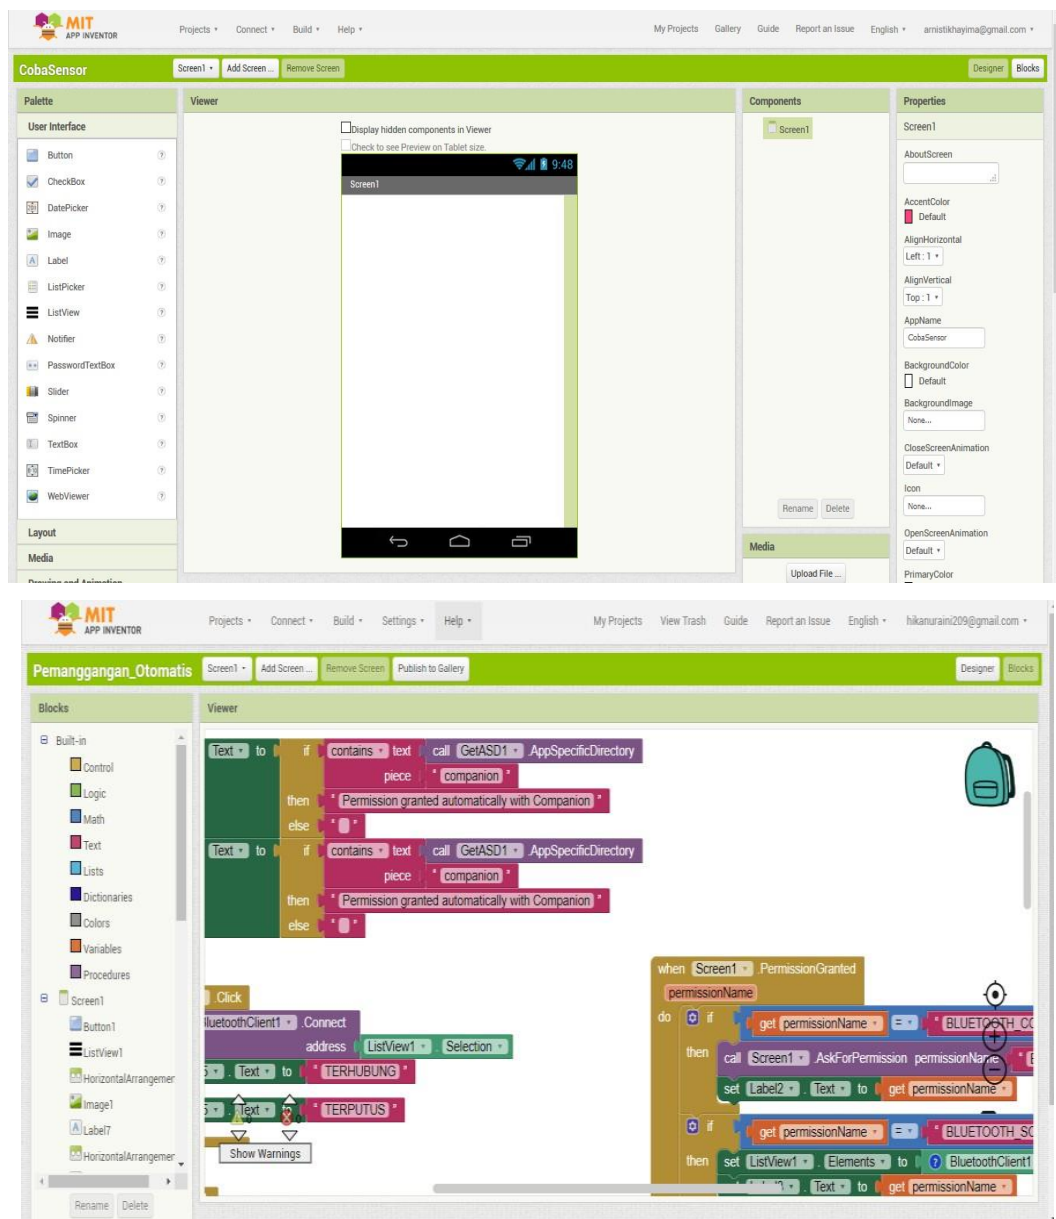 MIT
APP INVENTOR
Projects Connect Build Help My Projects Gallery Guide Report an Issue English arnistikhayima@gmail.com
CobaSensor Screen1 Add Screen ... Remove Screen Designer Blocks
Palette Viewer Components Properties
User Interface
Button
CheckBox
DatePicker
Image
Label
ListPicker
ListView
Notifier
PasswordTextBox
Slider
Spinner
TextBox
TimePicker
WebViewer
Layout
Media
Drawing and Animation
Display hidden components in Viewer
Check to see Preview on Tablet size.
9:48
Screen1
Screen1
Rename Delete
Media
Upload File ...
Screen1
AboutScreen
AccentColor
Default
AlignHorizontal
Left : 1
AlignVertical
Top : 1
AppName
CobaSensor
BackgroundColor
Default
BackgroundImage
None...
CloseScreenAnimation
Default
Icon
None...
OpenScreenAnimation
Default
PrimaryColor
MIT
APP INVENTOR
Projects Connect Build Settings Help My Projects View Trash Guide Report an Issue English hikanuraini209@gmail.com
Pemanggangan_Otomatis Screen1 Add Screen ... Remove Screen Publish to Gallery Designer Blocks
Blocks Viewer
Built-in
Control
Logic
Math
Text
Lists
Dictionaries
Colors
Variables
Procedures
Screen1
Button1
ListView1
HorizontalArrangemer
Image1
Label7
HorizontalArrangemer
Rename Delete
Text to if contains text call GetASD1 .AppSpecificDirectory
piece " companion "
then " Permission granted automatically with Companion "
else " "
Text to if contains text call GetASD1 .AppSpecificDirectory
piece " companion "
then " Permission granted automatically with Companion "
else " "
.Click
luetoothClient1 .Connect
address ListView1 . Selection
5 . Text to " TERHUBUNG "
5 . Text to " TERPUTUS "
0 0
Show Warnings
when Screen1 .PermissionGranted
permissionName
do if get permissionName = " BLUETOOTH_CO
then call Screen1 .AskForPermission permissionName
set Label2 . Text to get permissionName
if get permissionName = " BLUETOOTH_SC
then set ListView1 . Elements to BluetoothClient1
. Text to get permissionName